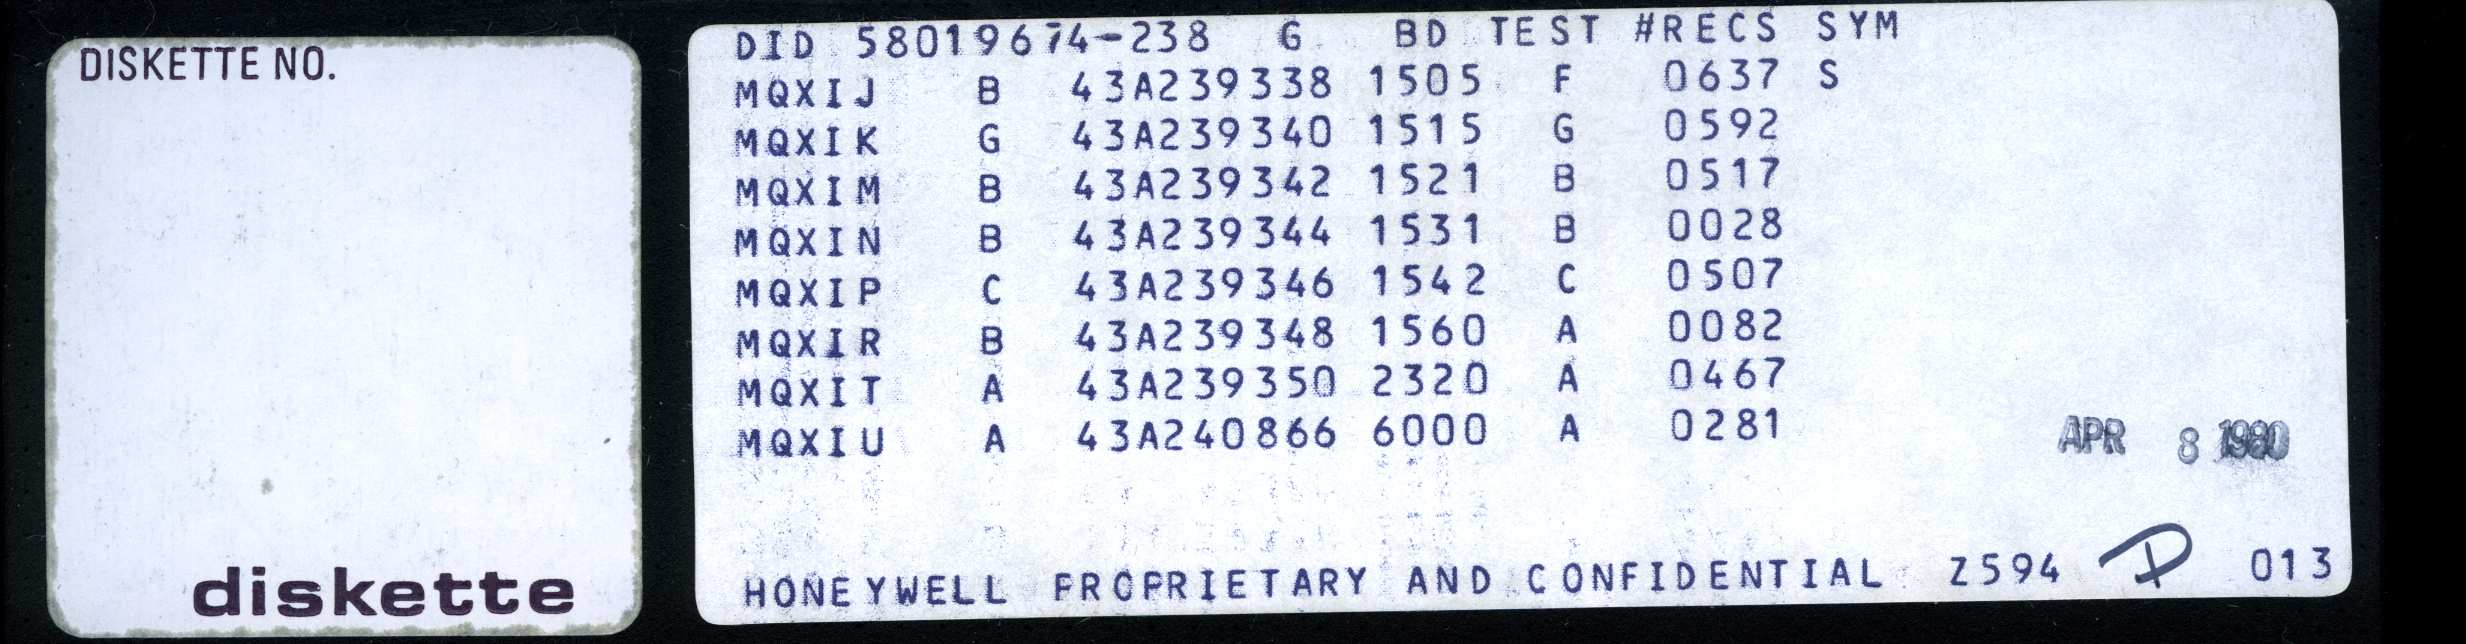 DISKETTE NO.
diskette
DID 58019674-238 G BD TEST #RECS SYM
MQXIJ B 43A239338 1505 F 0637 S
MQXIK G 43A239340 1515 G 0592
MQXIM B 43A239342 1521 B 0517
MQXIN B 43A239344 1531 B 0028
MQXIP C 43A239346 1542 C 0507
MQXIR B 43A239348 1560 A 0082
MQXIT A 43A239350 2320 A 0467
MQXIU A 43A240866 6000 A 0281
APR 8 1980
HONEYWELL PROPRIETARY AND CONFIDENTIAL Z594 013